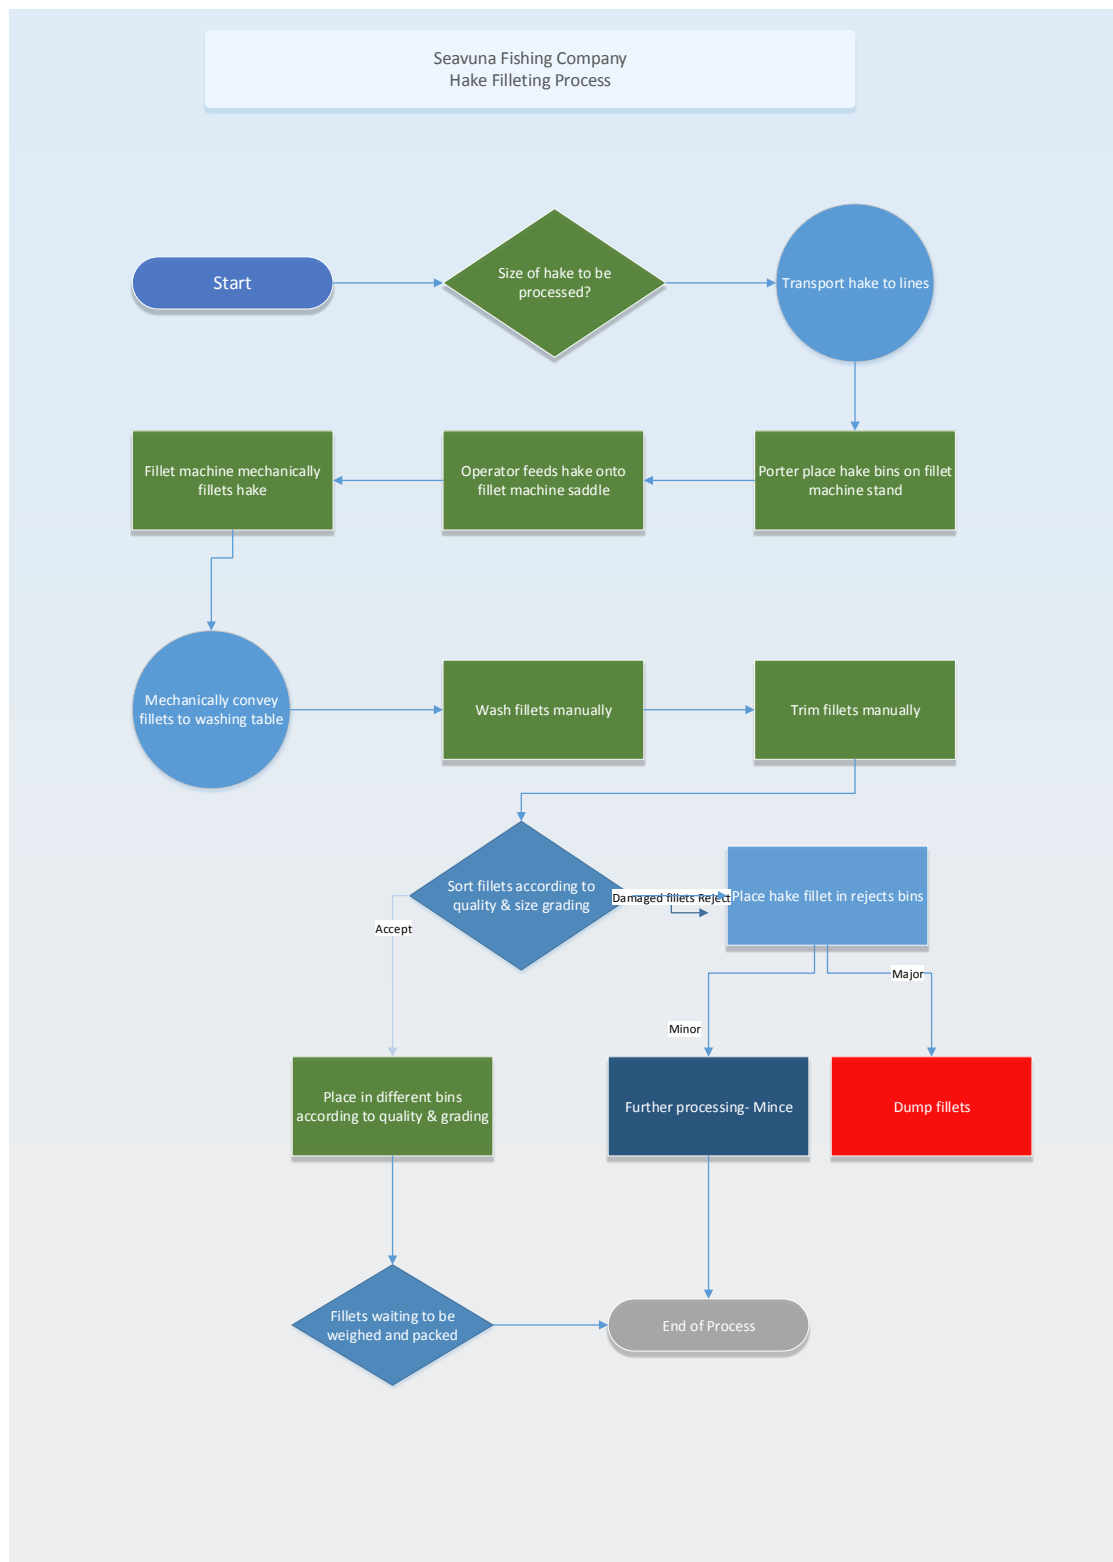 Seavuna Fishing Company
Hake Filleting Process
Start
Size of hake to be
processed?
Transport hake to lines
Fillet machine mechanically
fillets hake
Operator feeds hake onto
fillet machine saddle
Porter place hake bins on fillet
machine stand
Mechanically convey
fillets to washing table
Wash fillets manually
Trim fillets manually
Sort fillets according to
quality & size grading
Damaged fillets Reject
Place hake fillet in rejects bins
Accept
Major
Minor
Place in different bins
according to quality & grading
Further processing- Mince
Dump fillets
Fillets waiting to be
weighed and packed
End of Process